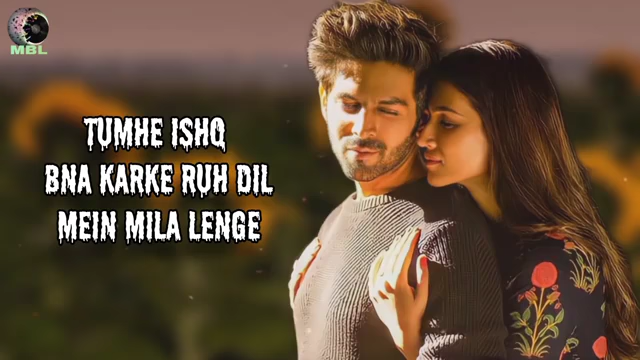 MBL
TUMHE ISHQ
BNA KARKE RUH DIL
MEIN MILA LENGE